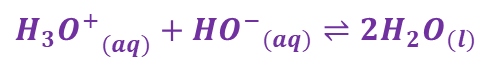 H₃O⁺(aq) + HO⁻(aq) ⇌ 2H₂O(l)